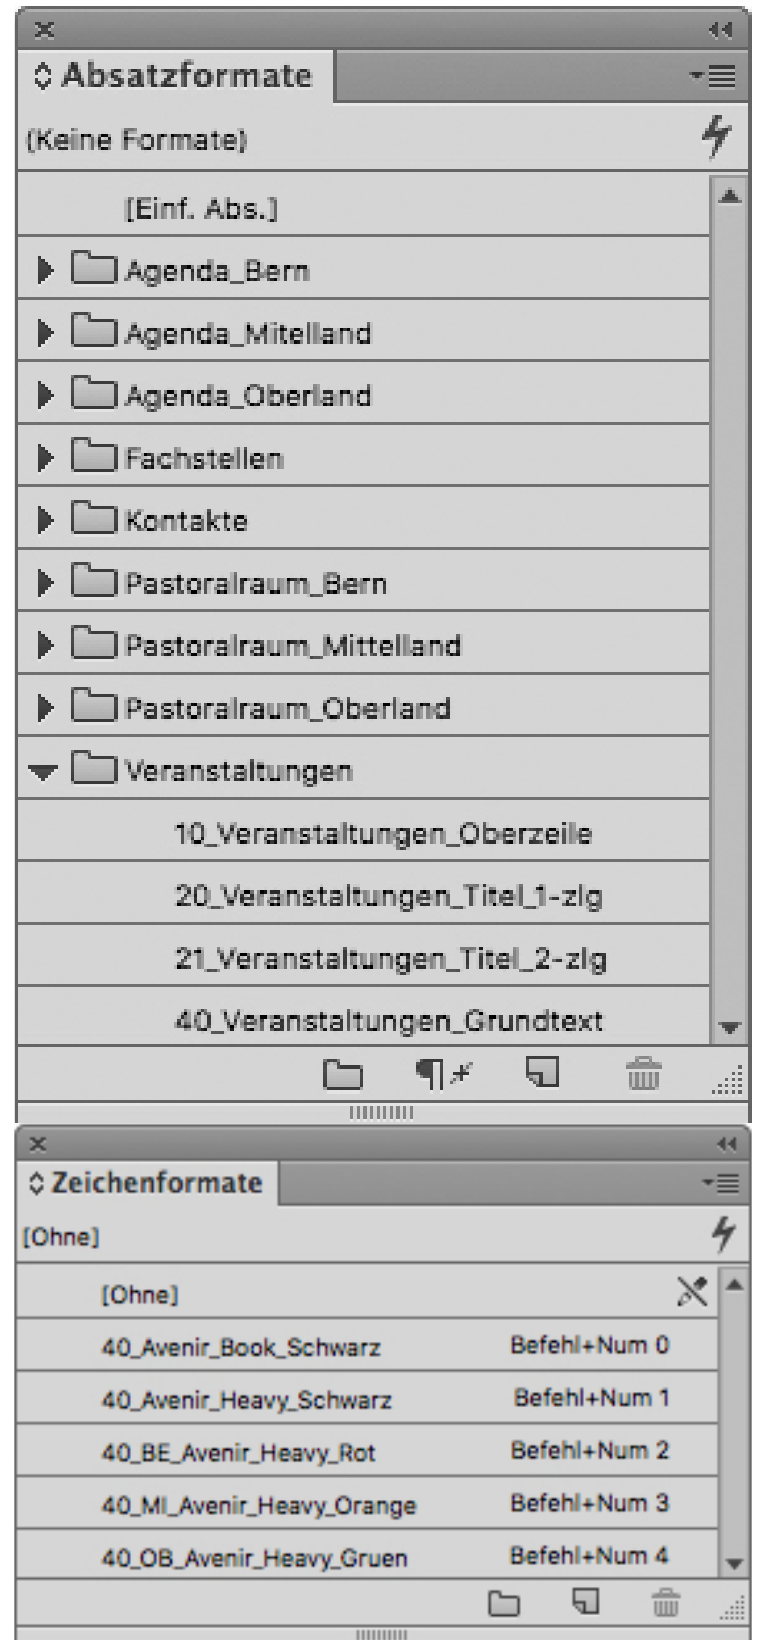 Absatzformate
(Keine Formate)
[Einf. Abs.]
Agenda_Bern
Agenda_Mitelland
Agenda_Oberland
Fachstellen
Kontakte
Pastoralraum_Bern
Pastoralraum_Mittelland
Pastoralraum_Oberland
Veranstaltungen
10_Veranstaltungen_Oberzeile
20_Veranstaltungen_Titel_1-zlg
21_Veranstaltungen_Titel_2-zlg
40_Veranstaltungen_Grundtext
Zeichenformate
[Ohne]
[Ohne]
40_Avenir_Book_Schwarz Befehl+Num 0
40_Avenir_Heavy_Schwarz Befehl+Num 1
40_BE_Avenir_Heavy_Rot Befehl+Num 2
40_MI_Avenir_Heavy_Orange Befehl+Num 3
40_OB_Avenir_Heavy_Gruen Befehl+Num 4